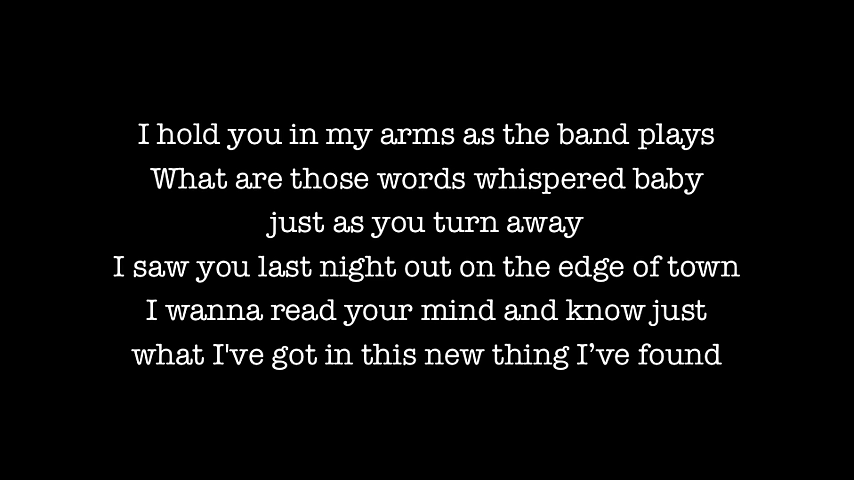 I hold you in my arms as the band plays
What are those words whispered baby
just as you turn away
I saw you last night out on the edge of town
I wanna read your mind and know just
what I've got in this new thing I’ve found